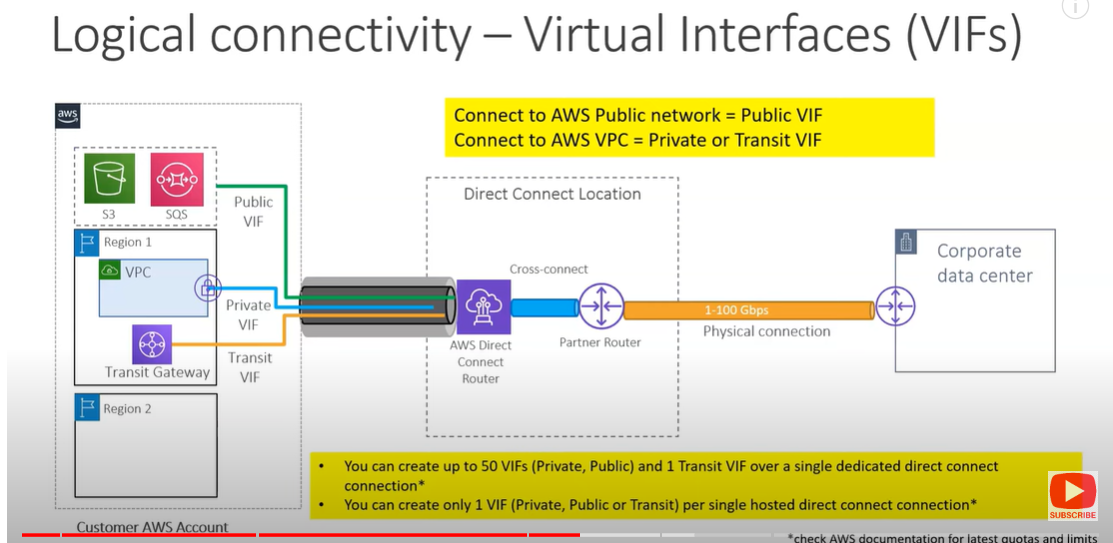 Logical connectivity – Virtual Interfaces (VIFs)
i
aws
Connect to AWS Public network = Public VIF
Connect to AWS VPC = Private or Transit VIF
S3
SQS
Public
VIF
Direct Connect Location
Region 1
VPC
Private
VIF
Transit Gateway
Transit
VIF
Cross-connect
AWS Direct
Connect
Router
Partner Router
1-100 Gbps
Physical connection
Corporate
data center
Region 2
• You can create up to 50 VIFs (Private, Public) and 1 Transit VIF over a single dedicated direct connect
connection*
• You can create only 1 VIF (Private, Public or Transit) per single hosted direct connect connection*
SUBSCRIBE
Customer AWS Account
*check AWS documentation for latest quotas and limits